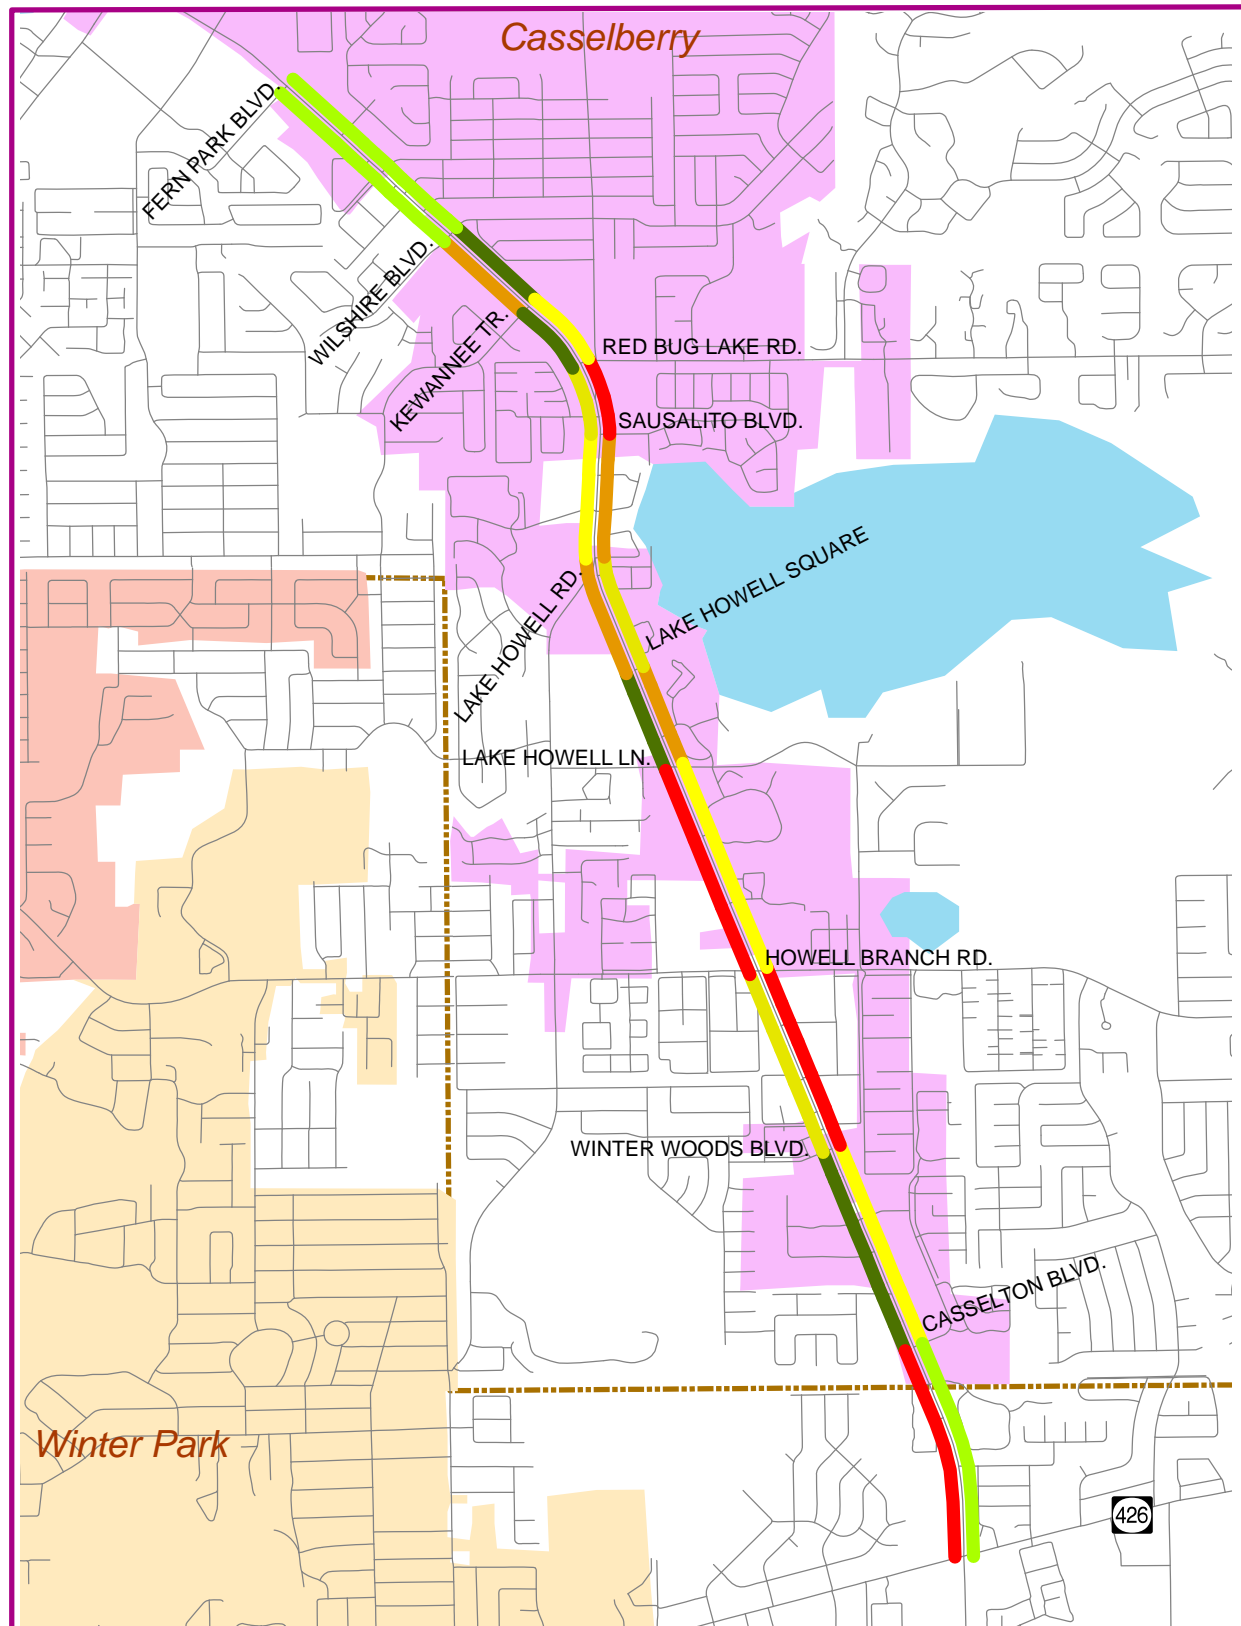 Casselberry
FERN PARK BLVD.
WILSHIRE BLVD.
KEWANNEE TR.
RED BUG LAKE RD.
SAUSALITO BLVD.
LAKE HOWELL SQUARE
LAKE HOWELL RD.
LAKE HOWELL LN.
HOWELL BRANCH RD.
WINTER WOODS BLVD.
CASSELTON BLVD.
Winter Park
426